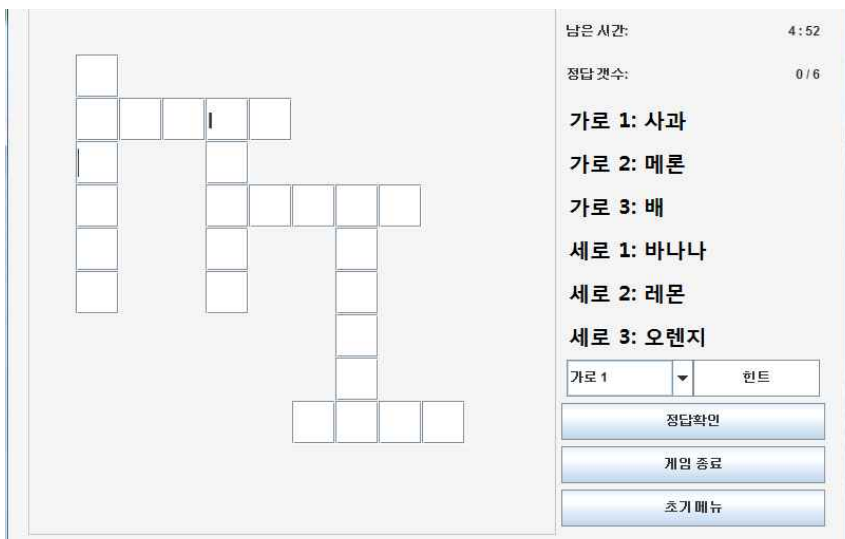 남은 시간: 4:52
정답 갯수: 0/6
가로 1: 사과
가로 2: 메론
가로 3: 배
세로 1: 바나나
세로 2: 레몬
세로 3: 오렌지
가로 1 힌트
정답확인
게임 종료
초기 메뉴